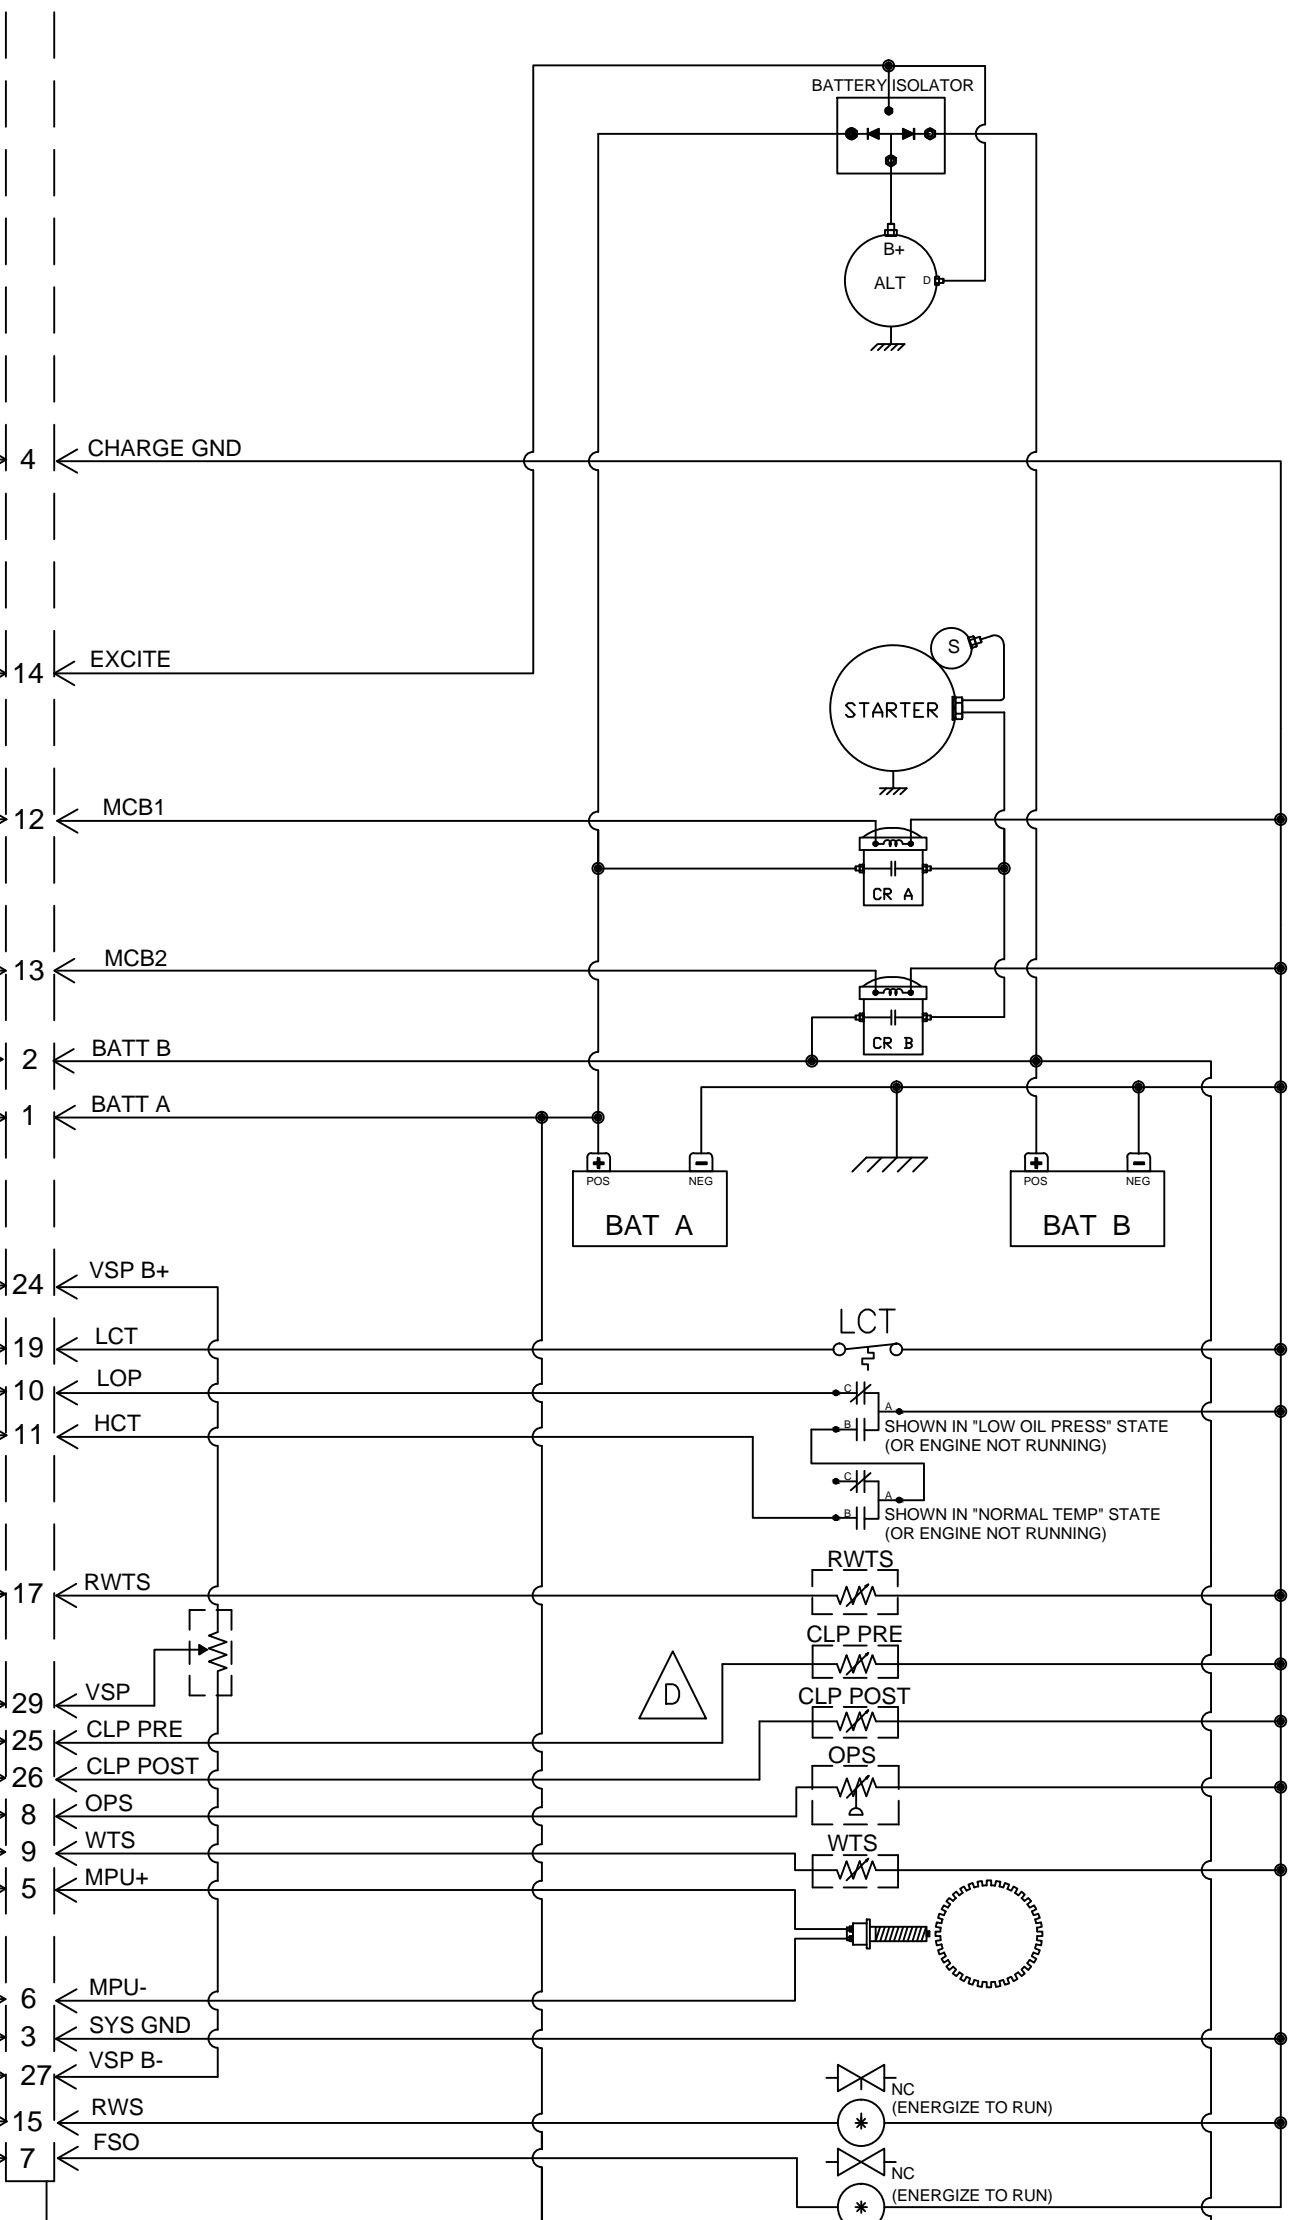 BATTERY ISOLATOR
B+
ALT
D
4 CHARGE GND
14 EXCITE
S
STARTER
12 MCB1
CR A
13 MCB2
CR B
2 BATT B
1 BATT A
+ - + -
POS NEG POS NEG
BAT A BAT B
24 VSP B+
LCT
19 LCT
10 LOP
C
A
11 HCT
B
SHOWN IN "LOW OIL PRESS" STATE
(OR ENGINE NOT RUNNING)
C
A
B
SHOWN IN "NORMAL TEMP" STATE
(OR ENGINE NOT RUNNING)
RWTS
17 RWTS
CLP PRE
D
29 VSP
CLP POST
25 CLP PRE
OPS
26 CLP POST
8 OPS
WTS
9 WTS
5 MPU+
6 MPU-
3 SYS GND
27 VSP B-
NC
(ENERGIZE TO RUN)
15 RWS
*
7 FSO
NC
(ENERGIZE TO RUN)
*